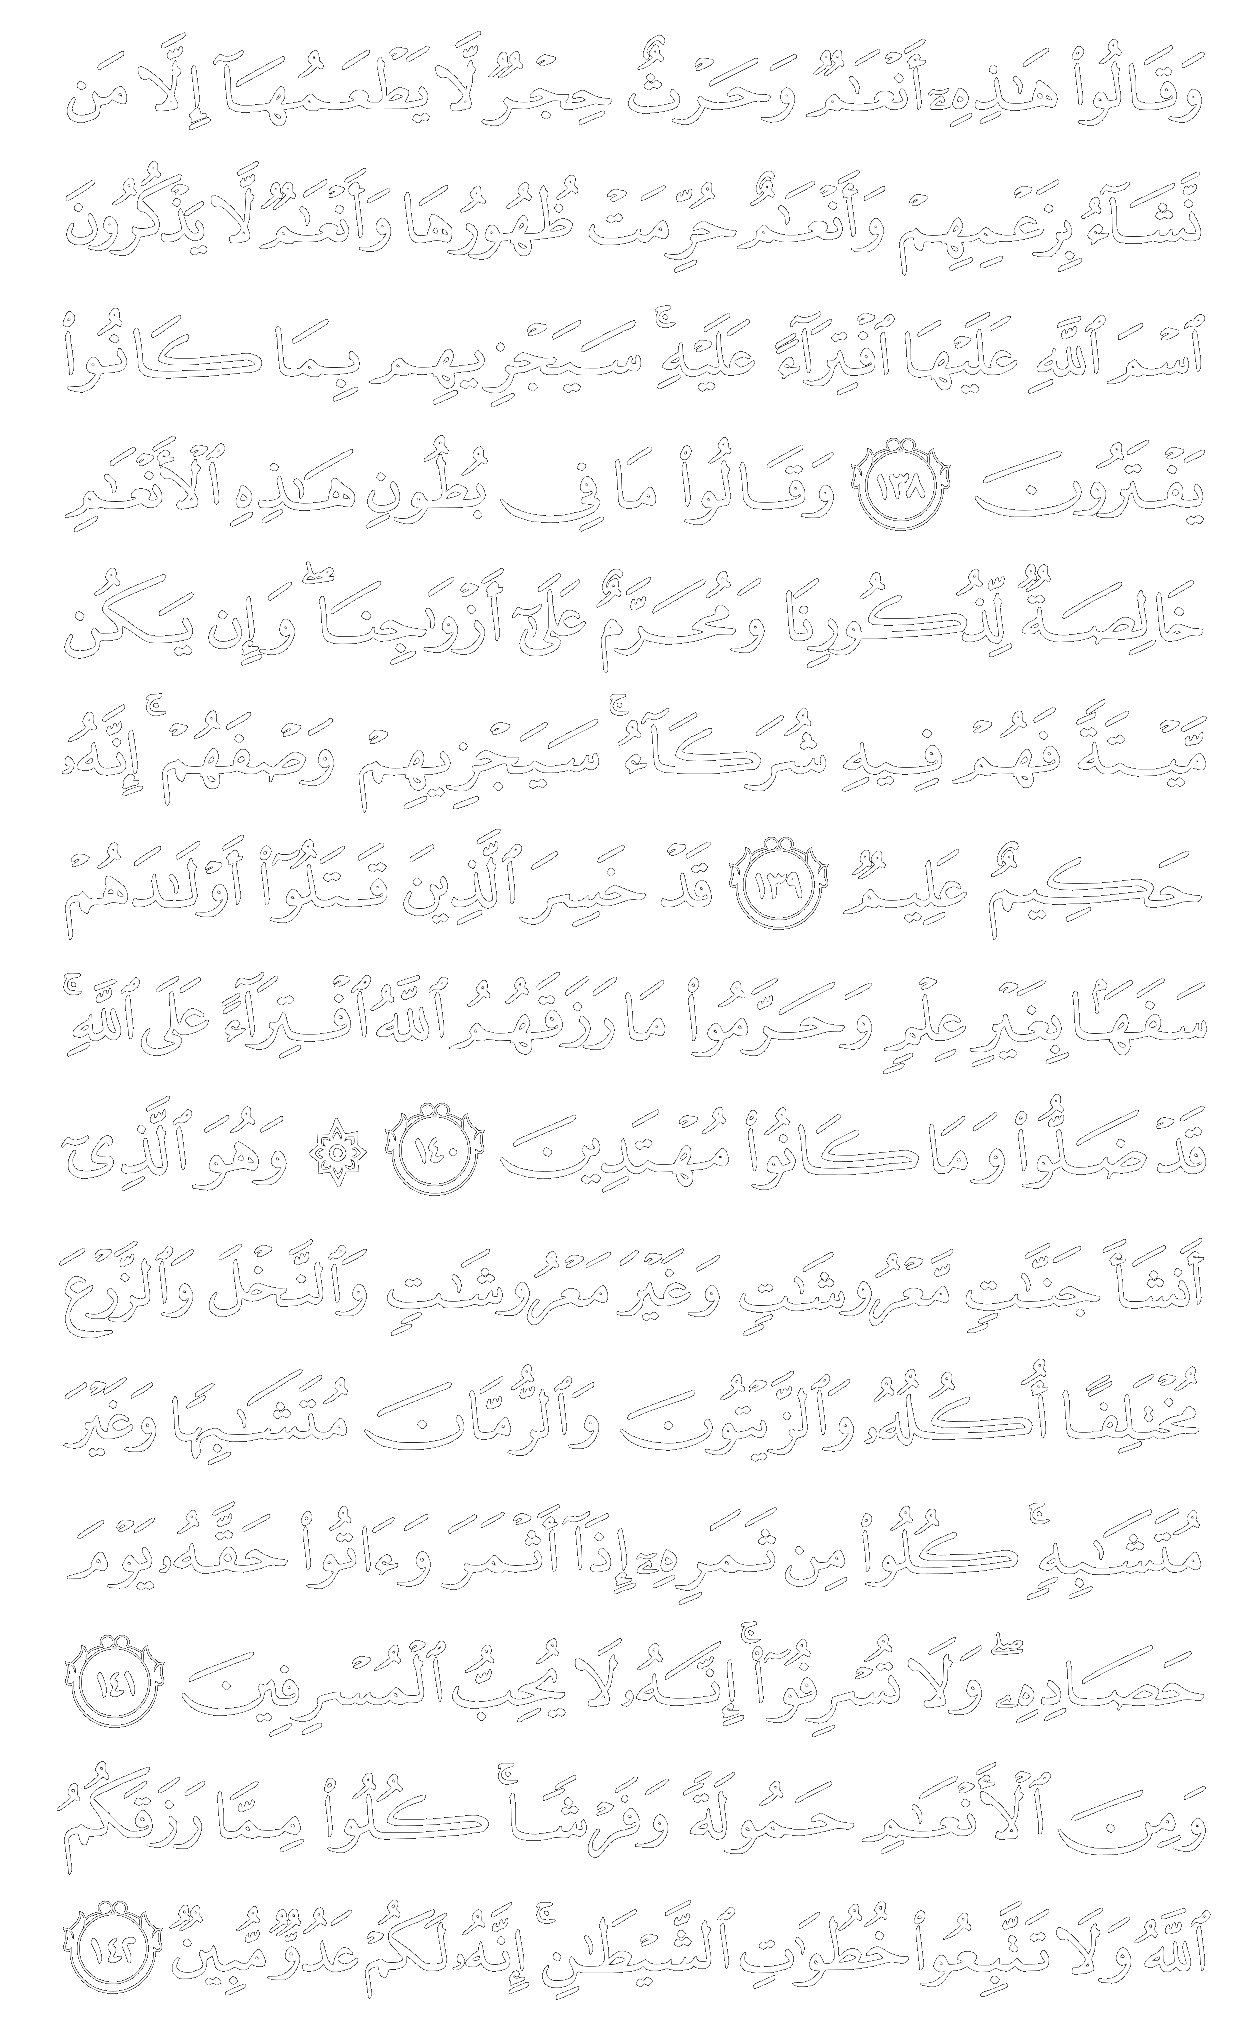 وَقَالُوا۟ هَـٰذِهِۦٓ أَنْعَـٰمٌ وَحَرْثٌ حِجْرٌ لَّا يَطْعَمُهَآ إِلَّا مَن
نَّشَآءُ بِزَعْمِهِمْ وَأَنْعَـٰمٌ حُرِّمَتْ ظُهُورُهَا وَأَنْعَـٰمٌ لَّا يَذْكُرُونَ
ٱسْمَ ٱللَّهِ عَلَيْهَا ٱفْتِرَآءً عَلَيْهِ ۚ سَيَجْزِيهِم بِمَا كَانُوا۟
يَفْتَرُونَ ١٣٨ وَقَالُوا۟ مَا فِى بُطُونِ هَـٰذِهِ ٱلْأَنْعَـٰمِ
خَالِصَةٌ لِّذُكُورِنَا وَمُحَرَّمٌ عَلَىٰٓ أَزْوَٰجِنَا ۖ وَإِن يَكُن
مَّيْتَةً فَهُمْ فِيهِ شُرَكَآءُ ۚ سَيَجْزِيهِمْ وَصْفَهُمْ ۚ إِنَّهُۥ
حَكِيمٌ عَلِيمٌ ١٣٩ قَدْ خَسِرَ ٱلَّذِينَ قَتَلُوٓا۟ أَوْلَـٰدَهُمْ
سَفَهًۢا بِغَيْرِ عِلْمٍ وَحَرَّمُوا۟ مَا رَزَقَهُمُ ٱللَّهُ ٱفْتِرَآءً عَلَى ٱللَّهِ ۚ
قَدْ ضَلُّوا۟ وَمَا كَانُوا۟ مُهْتَدِينَ ١٤٠ ۞ وَهُوَ ٱلَّذِىٓ
أَنشَأَ جَنَّـٰتٍ مَّعْرُوشَـٰتٍ وَغَيْرَ مَعْرُوشَـٰتٍ وَٱلنَّخْلَ وَٱلزَّرْعَ
مُخْتَلِفًا أُكُلُهُۥ وَٱلزَّيْتُونَ وَٱلرُّمَّانَ مُتَشَـٰبِهًا وَغَيْرَ
مُتَشَـٰبِهٍ ۚ كُلُوا۟ مِن ثَمَرِهِۦٓ إِذَآ أَثْمَرَ وَءَاتُوا۟ حَقَّهُۥ يَوْمَ
حَصَادِهِۦ ۖ وَلَا تُسْرِفُوٓا۟ ۚ إِنَّهُۥ لَا يُحِبُّ ٱلْمُسْرِفِينَ ١٤١
وَمِنَ ٱلْأَنْعَـٰمِ حَمُولَةً وَفَرْشًا ۚ كُلُوا۟ مِمَّا رَزَقَكُمُ
ٱللَّهُ وَلَا تَتَّبِعُوا۟ خُطُوَٰتِ ٱلشَّيْطَـٰنِ ۚ إِنَّهُۥ لَكُمْ عَدُوٌّ مُّبِينٌ ١٤٢